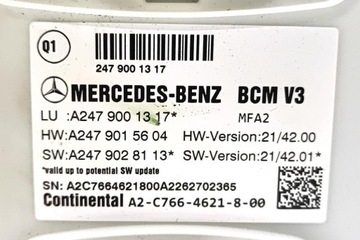 Q1
247 900 13 17
MERCEDES-BENZ BCM V3
LU :A247 900 13 17* MFA2
HW:A247 901 56 04 HW-Version:21/42.00
SW:A247 902 81 13* SW-Version:21/42.01*
*valid up to potential SW update
SN: A2C7664621800A2262702365
Continental A2-C766-4621-8-00